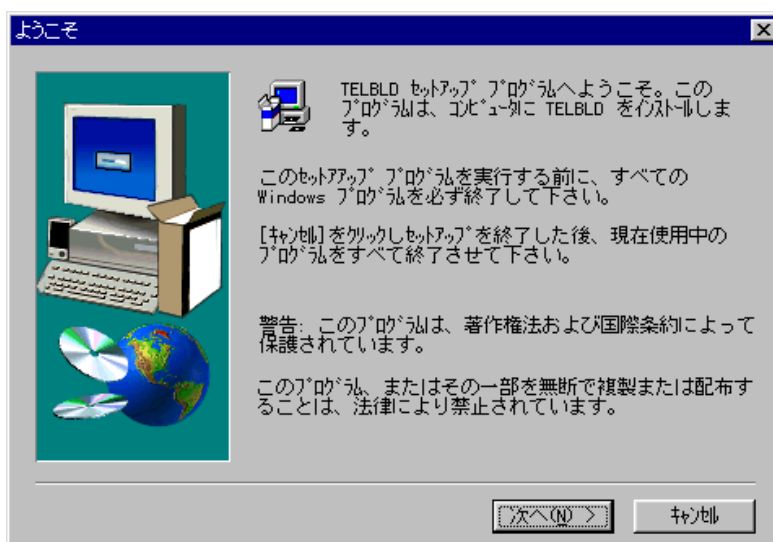 ようこそ
TELBLD ｾｯﾄｱｯﾌﾟ ﾌﾟﾛｸﾞﾗﾑへようこそ。この
ﾌﾟﾛｸﾞﾗﾑは、ｺﾝﾋﾟｭｰﾀに TELBLD をｲﾝｽﾄｰﾙしま
す。
このｾｯﾄｱｱｯﾌﾟ ﾌﾟﾛｸﾞﾗﾑを実行する前に、すべての
Windows ﾌﾟﾛｸﾞﾗﾑを必ず終了して下さい。
[ｷｬﾝｾﾙ]をｸﾘｯｸしｾｯﾄｱｯﾌﾟを終了した後、現在使用中の
ﾌﾟﾛｸﾞﾗﾑをすべて終了させて下さい。
警告: このﾌﾟﾛｸﾞﾗﾑは、著作権法および国際条約によって
保護されています。
このﾌﾟﾛｸﾞﾗﾑ、またはその一部を無断で複製または配布す
ることは、法律により禁止されています。
次へ(N) >
ｷｬﾝｾﾙ